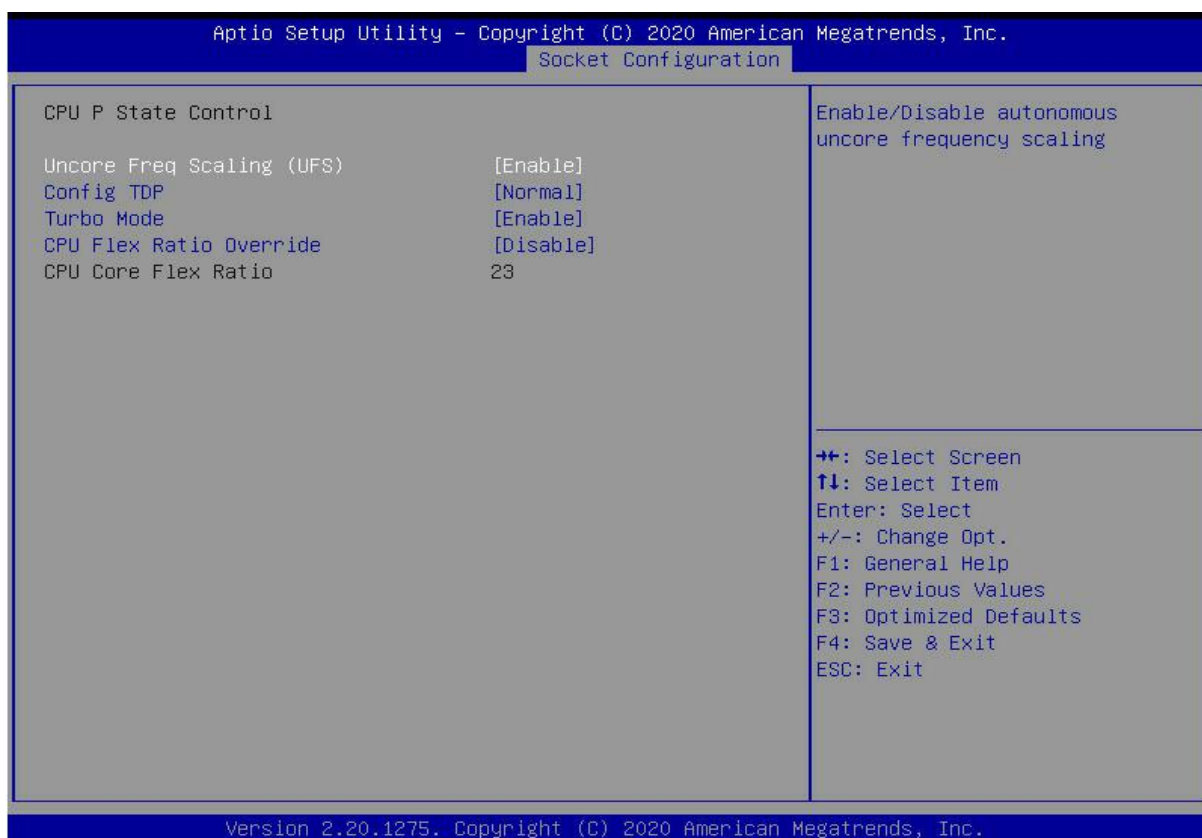 Aptio Setup Utility – Copyright (C) 2020 American Megatrends, Inc.
Socket Configuration
CPU P State Control
Uncore Freq Scaling (UFS) [Enable]
Config TDP [Normal]
Turbo Mode [Enable]
CPU Flex Ratio Override [Disable]
CPU Core Flex Ratio 23
Enable/Disable autonomous
uncore frequency scaling
→←: Select Screen
↑↓: Select Item
Enter: Select
+/-: Change Opt.
F1: General Help
F2: Previous Values
F3: Optimized Defaults
F4: Save & Exit
ESC: Exit
Version 2.20.1275. Copyright (C) 2020 American Megatrends, Inc.